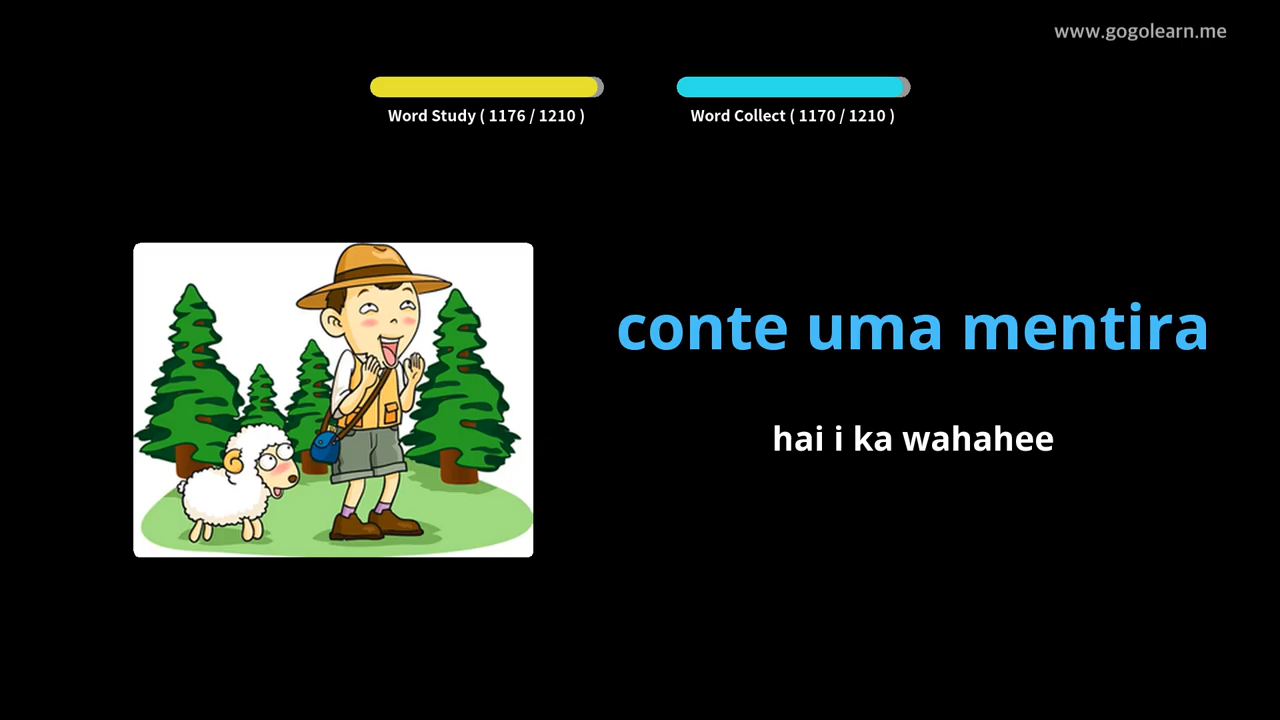 www.gogolearn.me
Word Study ( 1176 / 1210 )
Word Collect ( 1170 / 1210 )
conte uma mentira
hai i ka wahahee